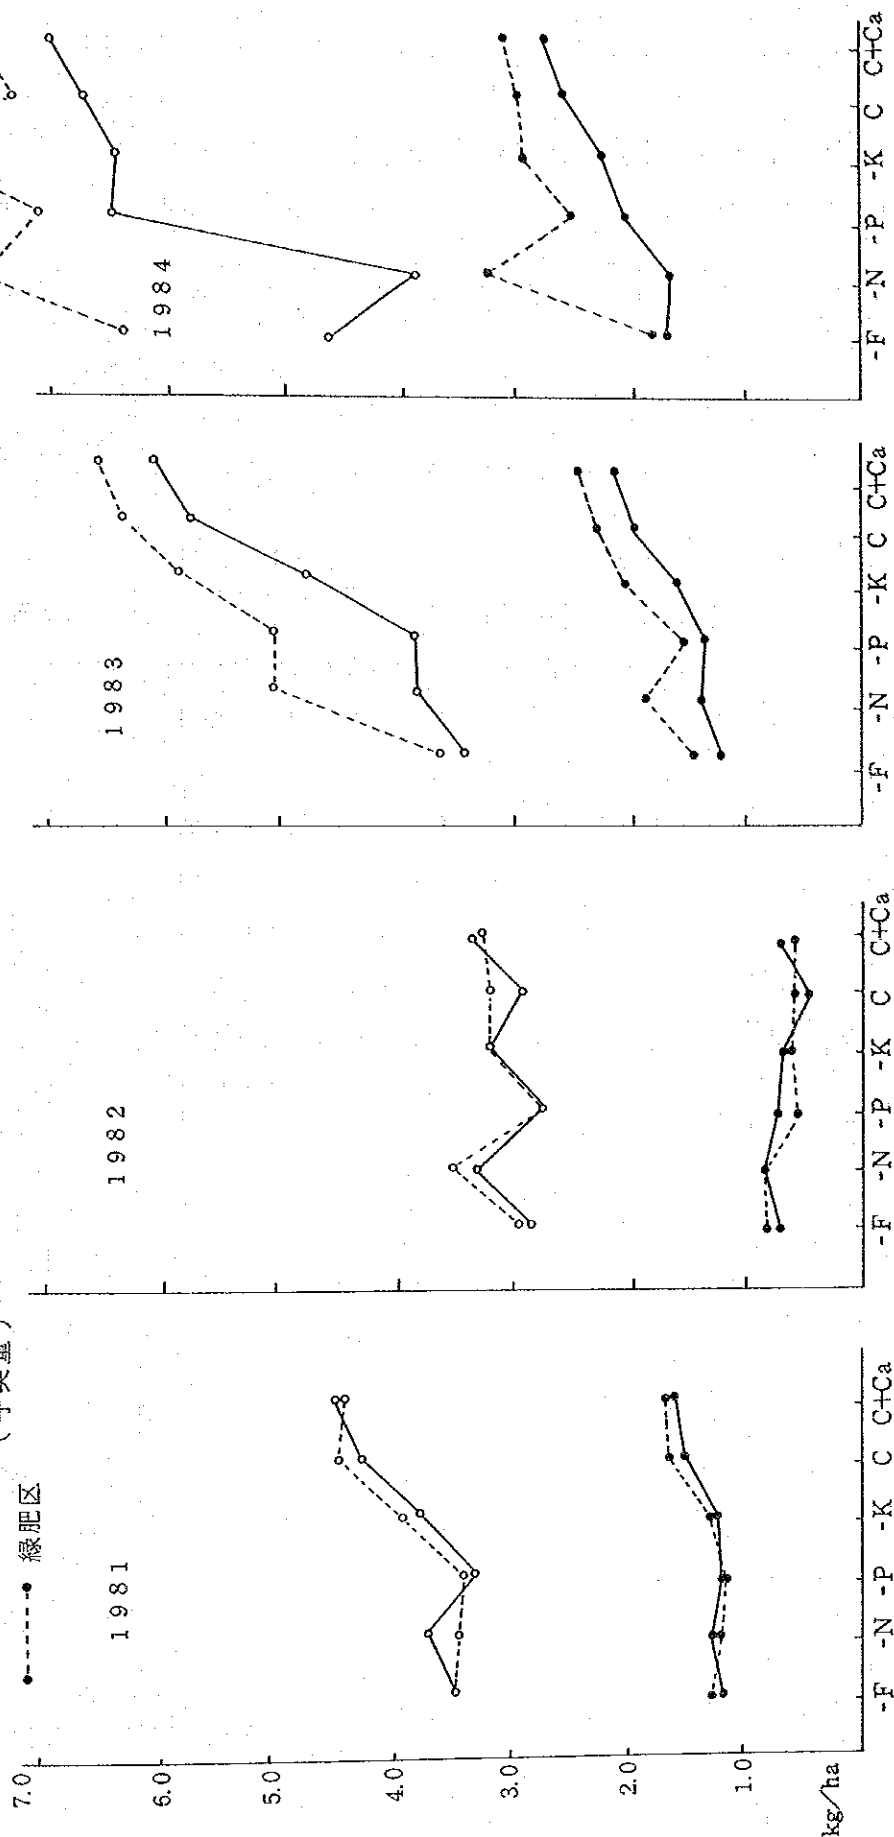 (子実重)
緑肥区
7.0
6.0
5.0
4.0
3.0
2.0
1.0
kg/ha
1981
-F -N -P -K C C+Ca
1982
-F -N -P -K C C+Ca
1983
-F -N -P -K C C+Ca
1984
-F -N -P -K C C+Ca